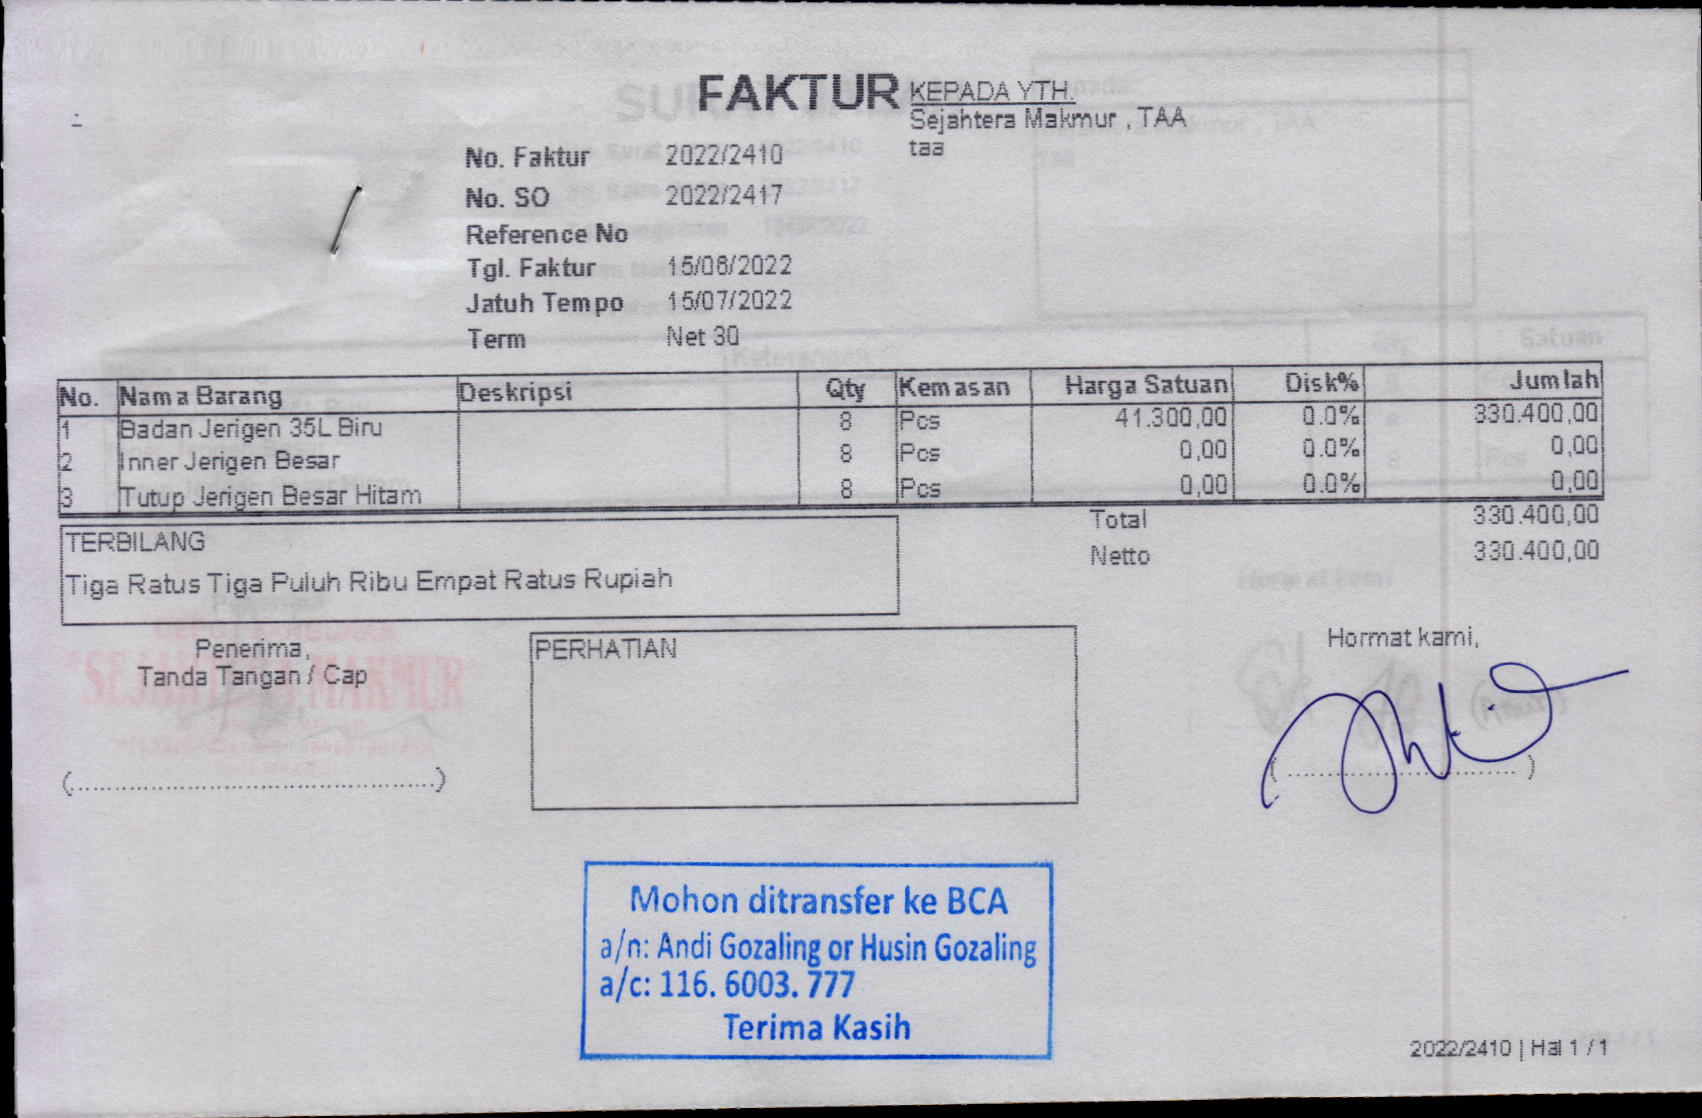 FAKTUR
KEPADA YTH.
Sejahtera Makmur , TAA
taa
No. Faktur 2022/2410
No. SO 2022/2417
Reference No
Tgl. Faktur 15/06/2022
Jatuh Tempo 15/07/2022
Term Net 30
No. Nama Barang Deskripsi Qty Kemasan Harga Satuan Disk% Jumlah
1 Badan Jerigen 35L Biru 8 Pcs 41.300,00 0.0% 330.400,00
2 Inner Jerigen Besar 8 Pcs 0,00 0.0% 0,00
3 Tutup Jerigen Besar Hitam 8 Pcs 0,00 0.0% 0,00
Total 330.400,00
Netto 330.400,00
TERBILANG
Tiga Ratus Tiga Puluh Ribu Empat Ratus Rupiah
Penerima,
Tanda Tangan / Cap
(................................................)
PERHATIAN
Hormat kami,
( .............................. )
Mohon ditransfer ke BCA
a/n: Andi Gozaling or Husin Gozaling
a/c: 116. 6003. 777
Terima Kasih
2022/2410 | Hal 1 / 1